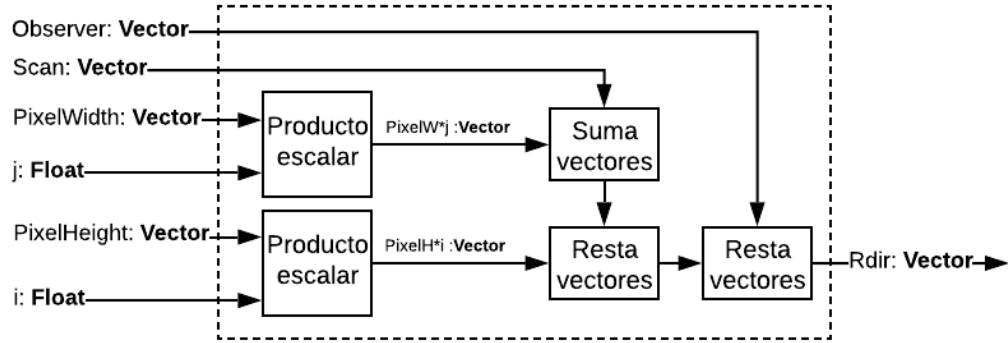 Observer: Vector
Scan: Vector
PixelWidth: Vector
j: Float
PixelHeight: Vector
i: Float
Producto
escalar
PixelW*j :Vector
Suma
vectores
Producto
escalar
PixelH*i :Vector
Resta
vectores
Resta
vectores
Rdir: Vector